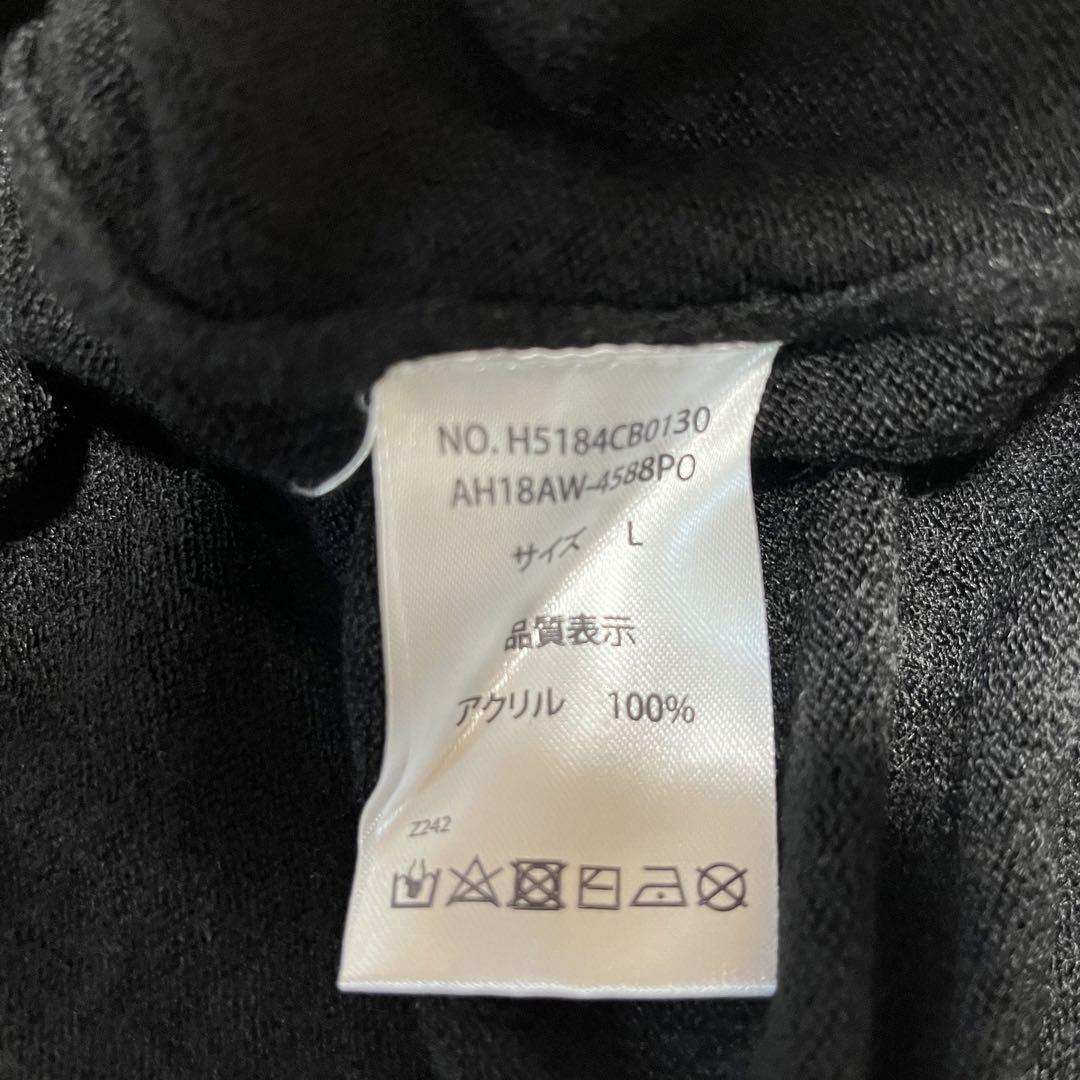 NO. H5184CB0130
AH18AW-4588PO
サイズ L
品質表示
アクリル 100%
Z242